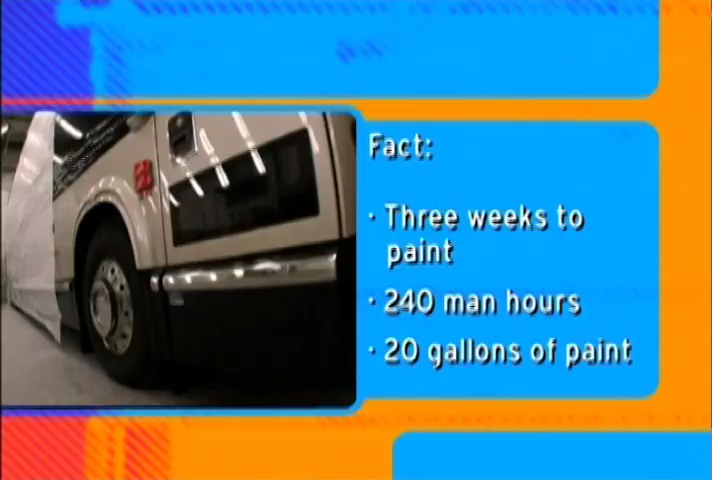 Fact:
· Three weeks to
paint
· 240 man hours
· 20 gallons of paint